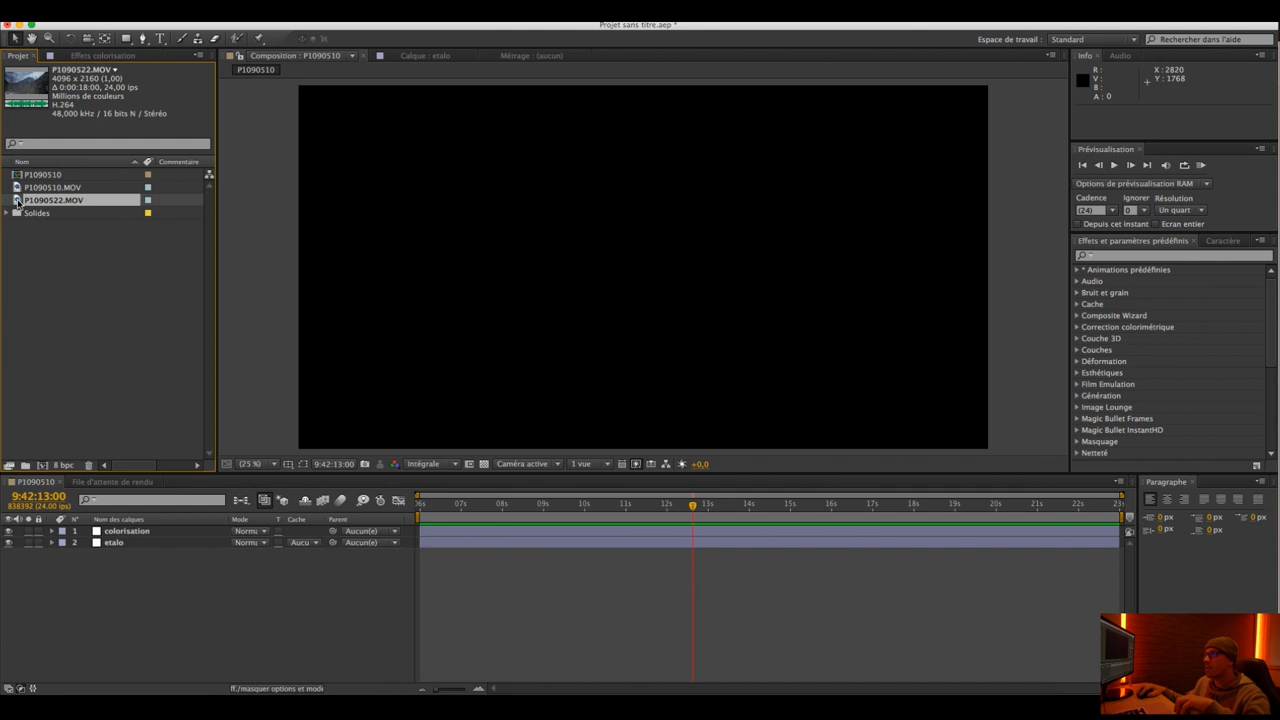 Projet sans titre.aep *
Espace de travail : Standard
Rechercher dans l'aide
Projet
Effets colorisation
Composition : P1090510
Calque : etalo
Métrage : (aucun)
Info
Audio
P1090522.MOV
4096 x 2160 (1,00)
Δ 0:00:18:00, 24,00 ips
Millions de couleurs
H.264
48,000 kHz / 16 bits N / Stéréo
P1090510
R :
V :
B :
A : 0
X : 2820
Y : 1768
Nom
Commentaire
P1090510
P1090510.MOV
P1090522.MOV
Solides
Prévisualisation
Options de prévisualisation RAM
Cadence
Ignorer
Résolution
(24)
0
Un quart
Depuis cet instant
Ecran entier
Effets et paramètres prédéfinis
Caractère
* Animations prédéfinies
Audio
Bruit et grain
Cache
Composite Wizard
Correction colorimétrique
Couche 3D
Couches
Déformation
Esthétiques
Film Emulation
Génération
Image Lounge
Magic Bullet Frames
Magic Bullet InstantHD
Masquage
Netteté
8 bpc
(25 %)
9:42:13:00
Intégrale
Caméra active
1 vue
+0,0
P1090510
File d'attente de rendu
Paragraphe
9:42:13:00
838392 (24.00 ips)
06s 07s 08s 09s 10s 11s 12s 13s 14s 15s 16s 17s 18s 19s 20s 21s 22s 23s
N°
Nom des calques
Mode
T
Cache
Parent
1
colorisation
Norma
Aucun(e)
2
etalo
Norma
Aucu
Aucun(e)
0 px
0 px
0 px
0 px
0 px
ff./masquer options et mode